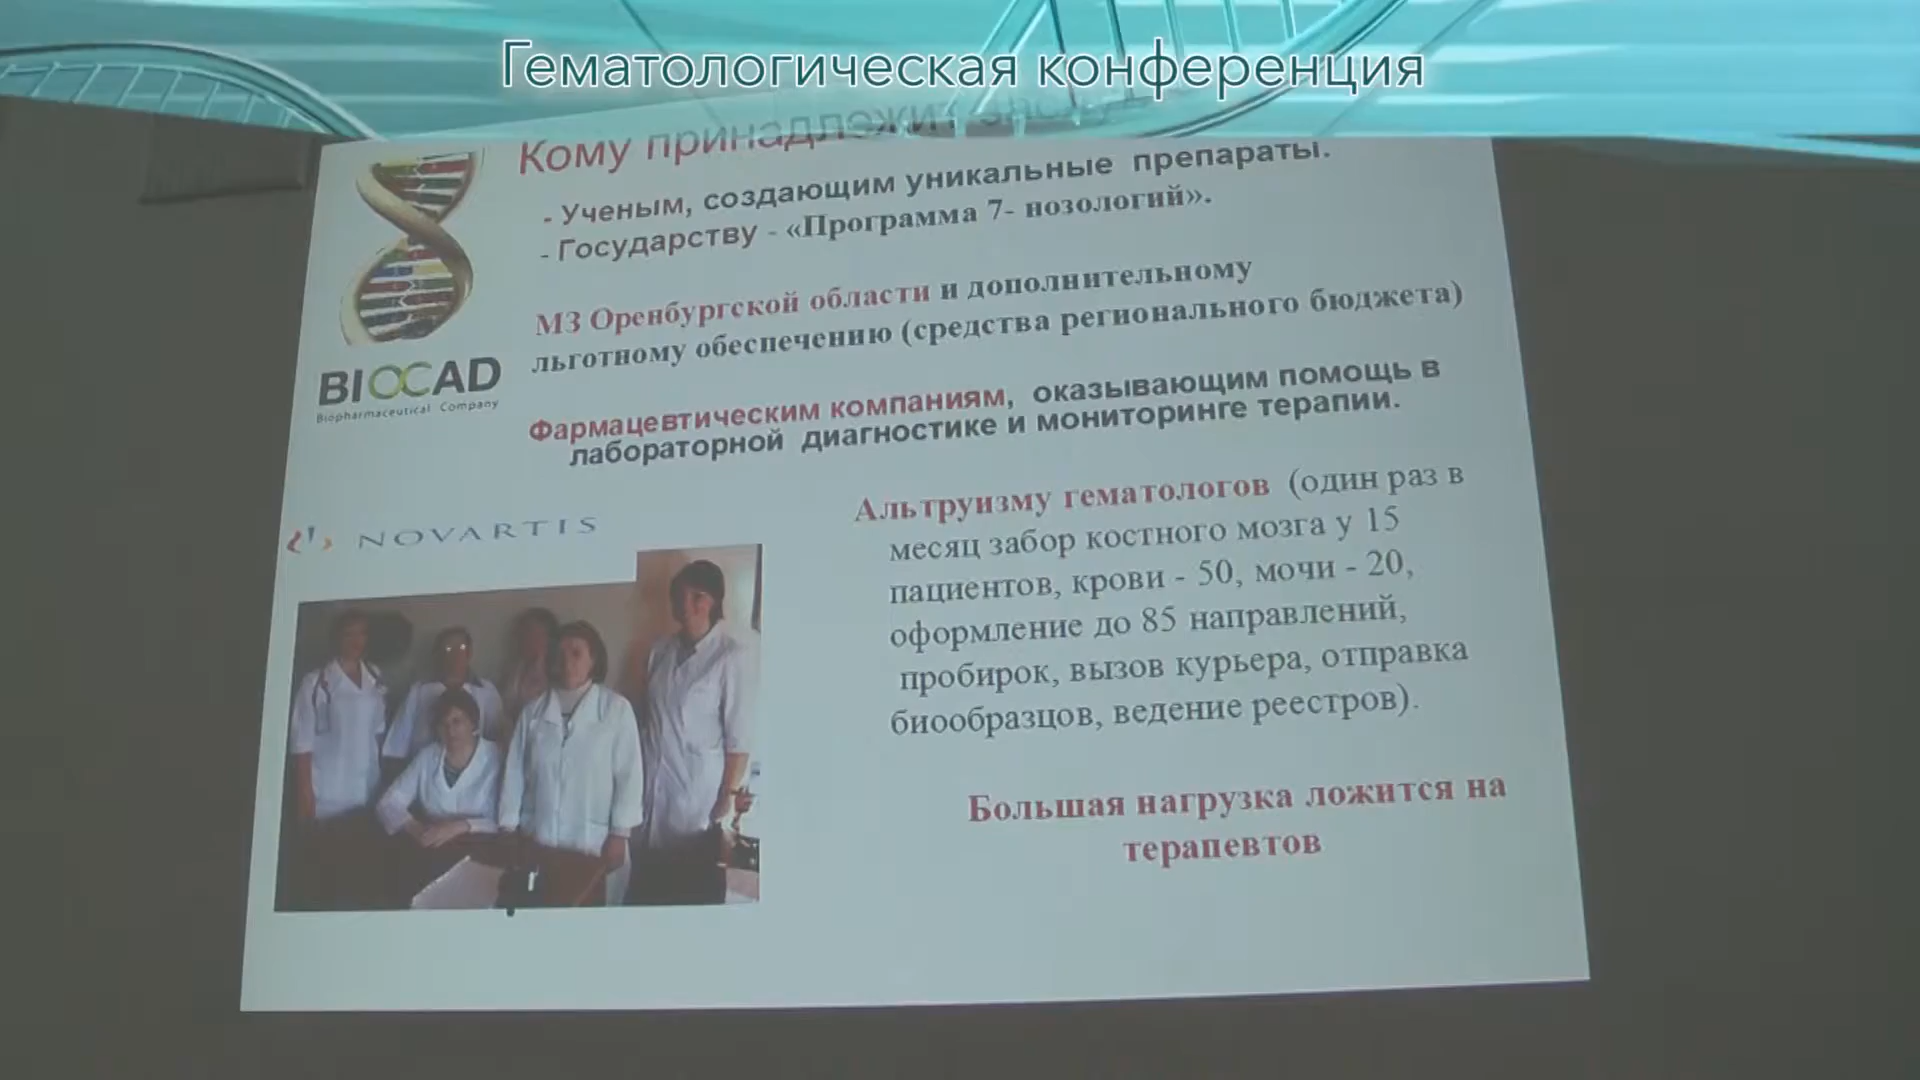 Гематологическая конференция
Кому принадлежит
- Ученым, создающим уникальные препараты.
- Государству - «Программа 7- нозологий».
МЗ Оренбургской области и дополнительному
льготному обеспечению (средства регионального бюджета)
BIOCAD
Biopharmaceutical Company
Фармацевтическим компаниям, оказывающим помощь в
лабораторной диагностике и мониторинге терапии.
NOVARTIS
Альтруизму гематологов (один раз в
месяц забор костного мозга у 15
пациентов, крови - 50, мочи - 20,
оформление до 85 направлений,
пробирок, вызов курьера, отправка
биообразцов, ведение реестров).
Большая нагрузка ложится на
терапевтов